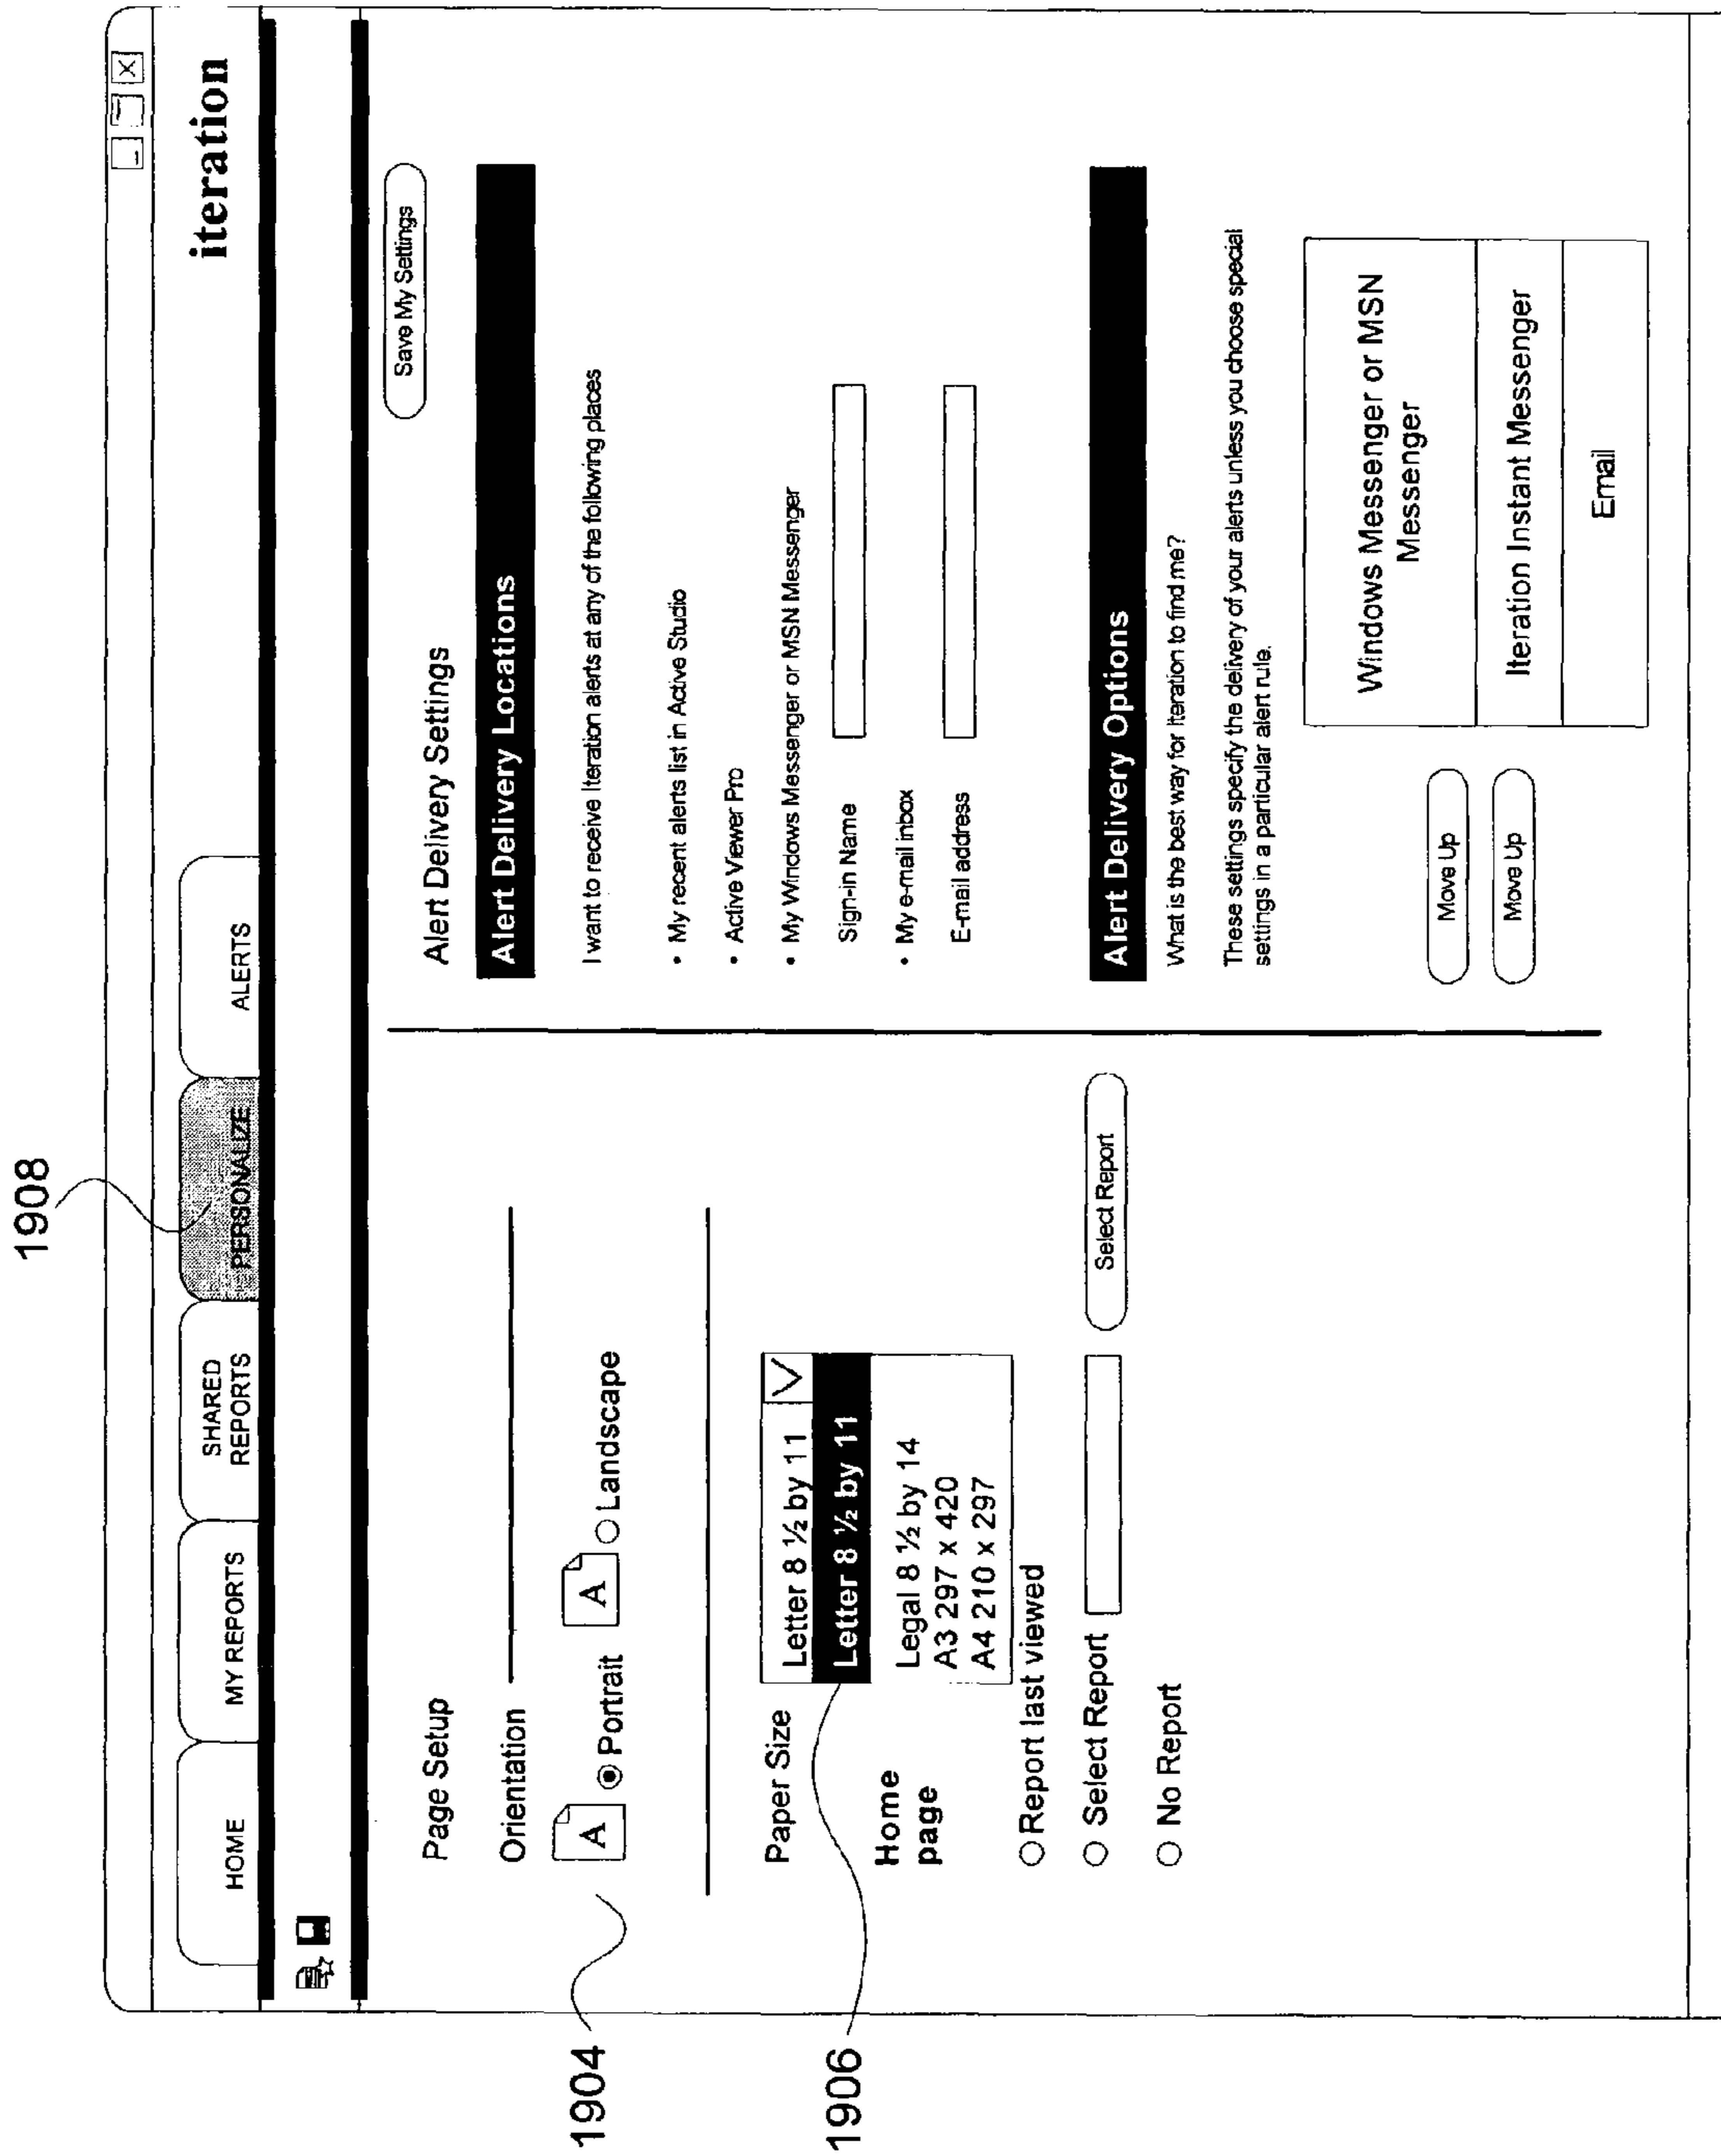 1908
iteration
HOME
MY REPORTS
SHARED
REPORTS
PERSONALIZE
ALERTS
Page Setup
Orientation
A Portrait
A Landscape
1904
Paper Size
Letter 8 ½ by 11
Letter 8 ½ by 11
Legal 8 ½ by 14
A3 297 x 420
A4 210 x 297
1906
Home
page
Report last viewed
Select Report
Select Report
No Report
Save My Settings
Alert Delivery Settings
Alert Delivery Locations
I want to receive Iteration alerts at any of the following places
• My recent alerts list in Active Studio
• Active Viewer Pro
• My Windows Messenger or MSN Messenger
Sign-in Name
• My e-mail inbox
E-mail address
Alert Delivery Options
What is the best way for Iteration to find me?
These settings specify the delivery of your alerts unless you choose special
settings in a particular alert rule.
Move Up
Move Up
Windows Messenger or MSN
Messenger
Iteration Instant Messenger
Email